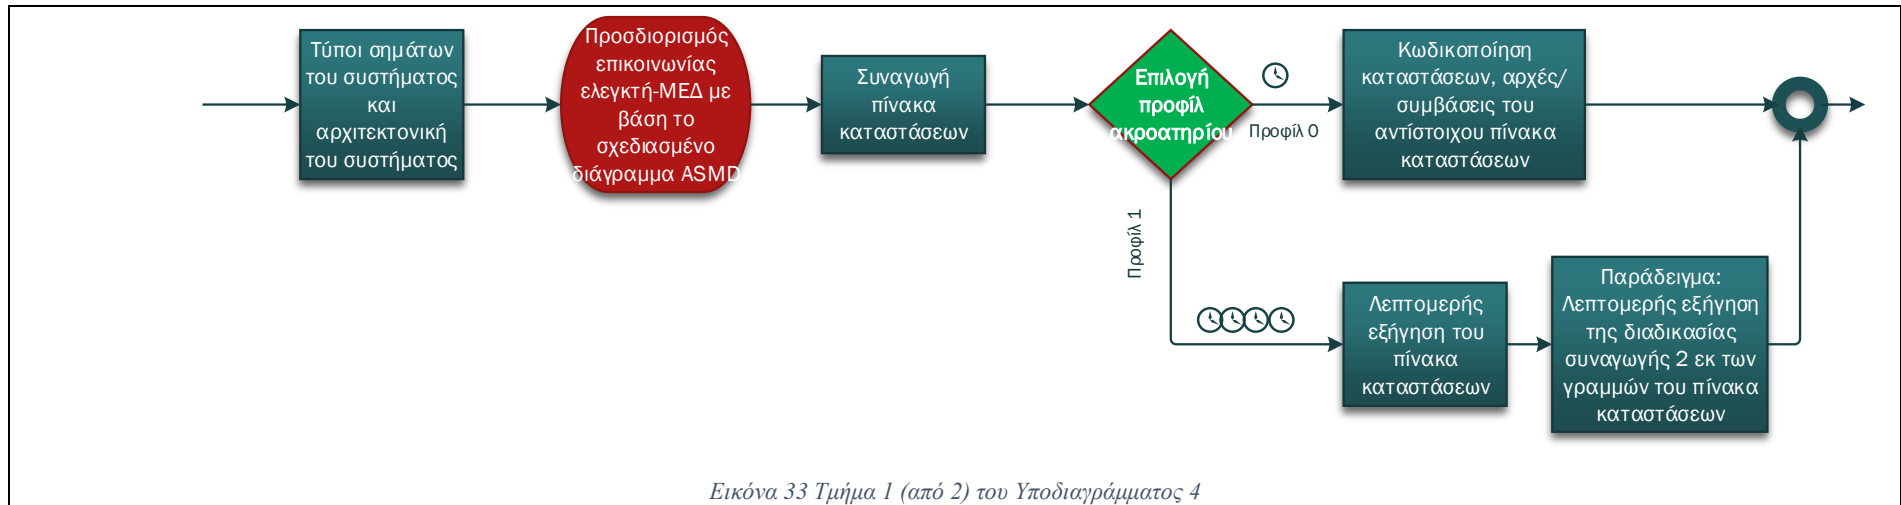 Τύποι σημάτων
του συστήματος
και
αρχιτεκτονική
του συστήματος
Προσδιορισμός
επικοινωνίας
ελεγκτή-ΜΕΔ με
βάση το
σχεδιασμένο
διάγραμμα ASMD
Συναγωγή
πίνακα
καταστάσεων
Επιλογή
προφίλ
ακροατηρίου
Προφίλ 0
Κωδικοποίηση
καταστάσεων, αρχές/
συμβάσεις του
αντίστοιχου πίνακα
καταστάσεων
Προφίλ 1
Λεπτομερής
εξήγηση του
πίνακα
καταστάσεων
Παράδειγμα:
Λεπτομερής εξήγηση
της διαδικασίας
συναγωγής 2 εκ των
γραμμών του πίνακα
καταστάσεων
Εικόνα 33 Τμήμα 1 (από 2) του Υποδιαγράμματος 4